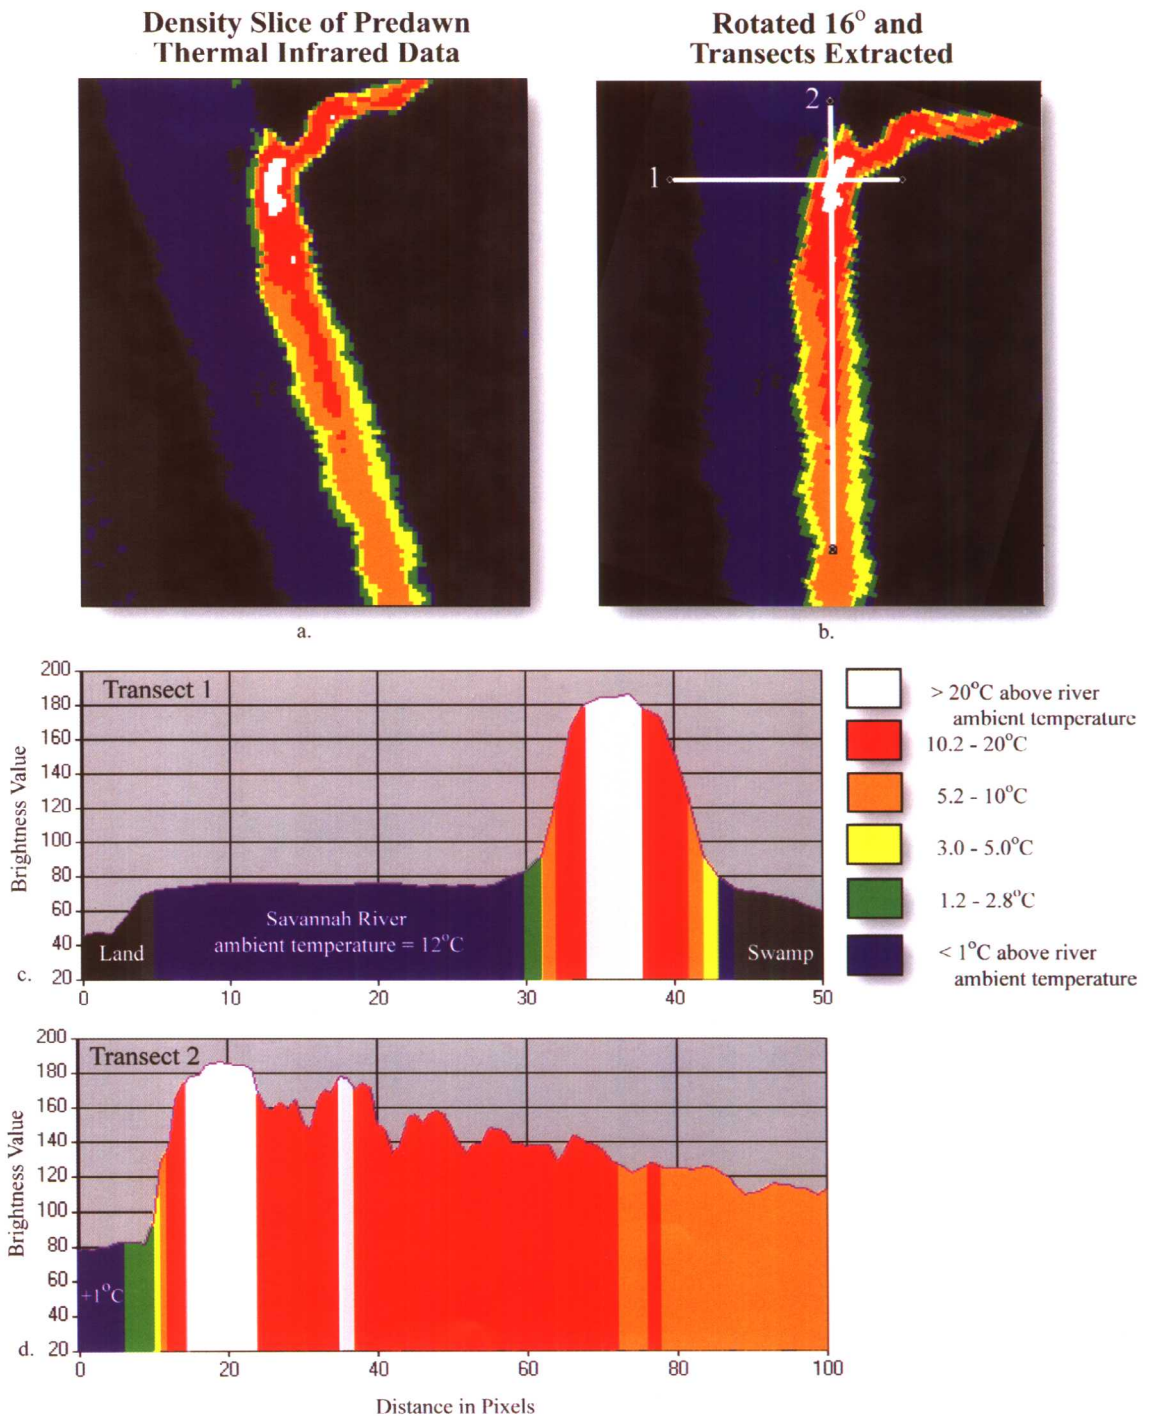 Density Slice of Predawn
Thermal Infrared Data
Rotated 16° and
Transects Extracted
2
1
a.
b.
Transect 1
Brightness Value
200
180
160
140
120
100
80
60
40
20
Land
Savannah River
ambient temperature = 12°C
Swamp
c.
0
10
20
30
40
50
> 20°C above river
ambient temperature
10.2 - 20°C
5.2 - 10°C
3.0 - 5.0°C
1.2 - 2.8°C
< 1°C above river
ambient temperature
Transect 2
Brightness Value
200
180
160
140
120
100
80
60
40
20
+1°C
d.
0
20
40
60
80
100
Distance in Pixels